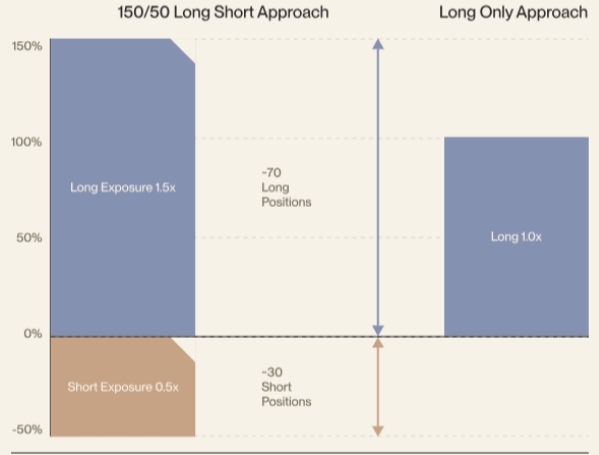 150/50 Long Short Approach
Long Only Approach
150%
100%
50%
0%
-50%
Long Exposure 1.5x
-70
Long
Positions
Long 1.0x
Short Exposure 0.5x
-30
Short
Positions